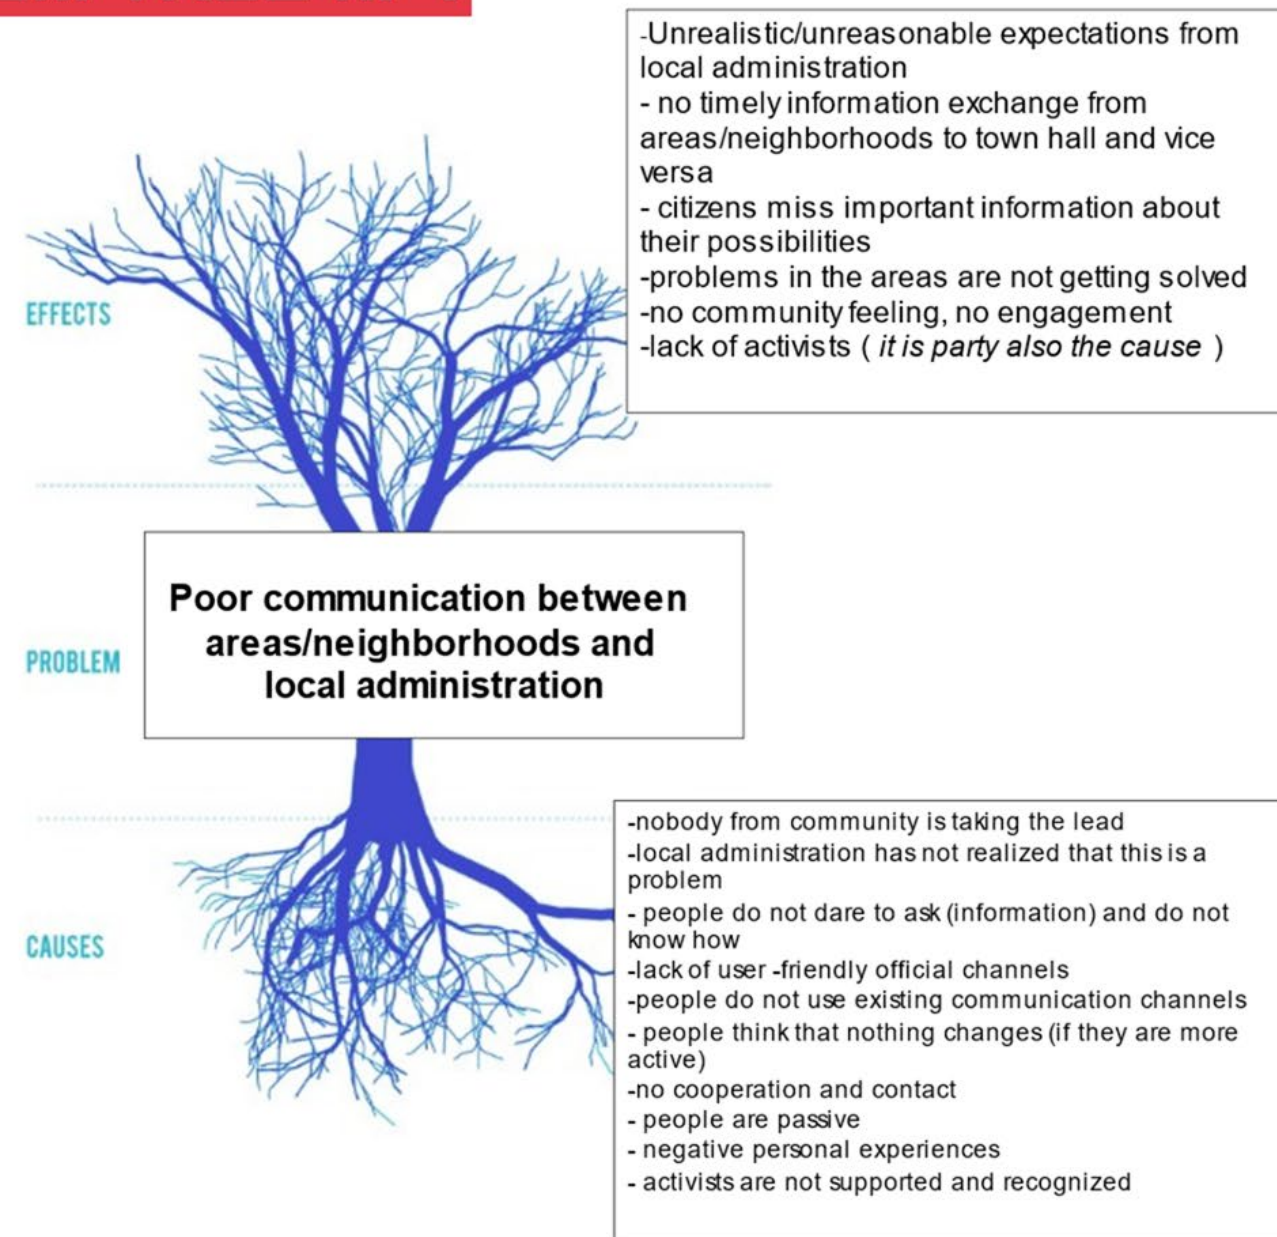 -Unrealistic/unreasonable expectations from
local administration
- no timely information exchange from
areas/neighborhoods to town hall and vice
versa
- citizens miss important information about
their possibilities
-problems in the areas are not getting solved
-no community feeling, no engagement
-lack of activists ( it is party also the cause )
EFFECTS
Poor communication between
areas/neighborhoods and
local administration
PROBLEM
-nobody from community is taking the lead
-local administration has not realized that this is a
problem
- people do not dare to ask (information) and do not
know how
-lack of user -friendly official channels
-people do not use existing communication channels
- people think that nothing changes (if they are more
active)
-no cooperation and contact
- people are passive
- negative personal experiences
- activists are not supported and recognized
CAUSES